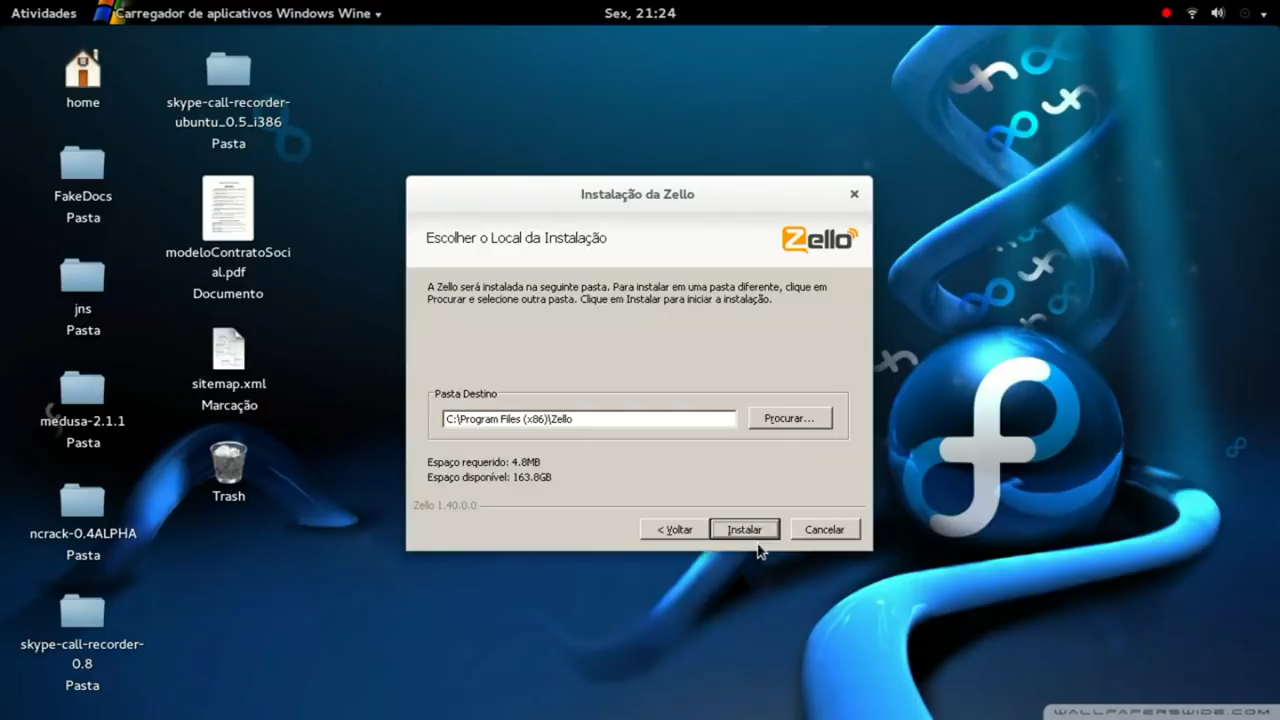 Atividades
Carregador de aplicativos Windows Wine
Sex, 21:24
home
FakeDocs
Pasta
jns
Pasta
medusa-2.1.1
Pasta
ncrack-0.4ALPHA
Pasta
skype-call-recorder-
0.8
Pasta
skype-call-recorder-
ubuntu_0.5_i386
Pasta
modeloContratoSoci
al.pdf
Documento
sitemap.xml
Marcação
Trash
Instalação da Zello
Escolher o Local da Instalação
Zello
A Zello será instalada na seguinte pasta. Para instalar em uma pasta diferente, clique em
Procurar e selecione outra pasta. Clique em Instalar para iniciar a instalação.
Pasta Destino
C:\Program Files (x86)\Zello
Procurar...
Espaço requerido: 4.8MB
Espaço disponível: 163.8GB
Zello 1.40.0.0
< Voltar
Instalar
Cancelar
WALLPAPERSWIDE.COM